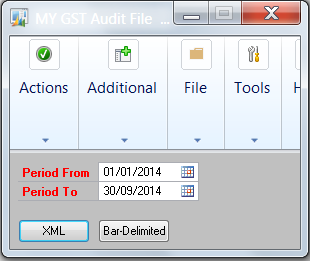 MY GST Audit File ...
Actions Additional File Tools H
Period From 01/01/2014
Period To 30/09/2014
XML Bar-Delimited